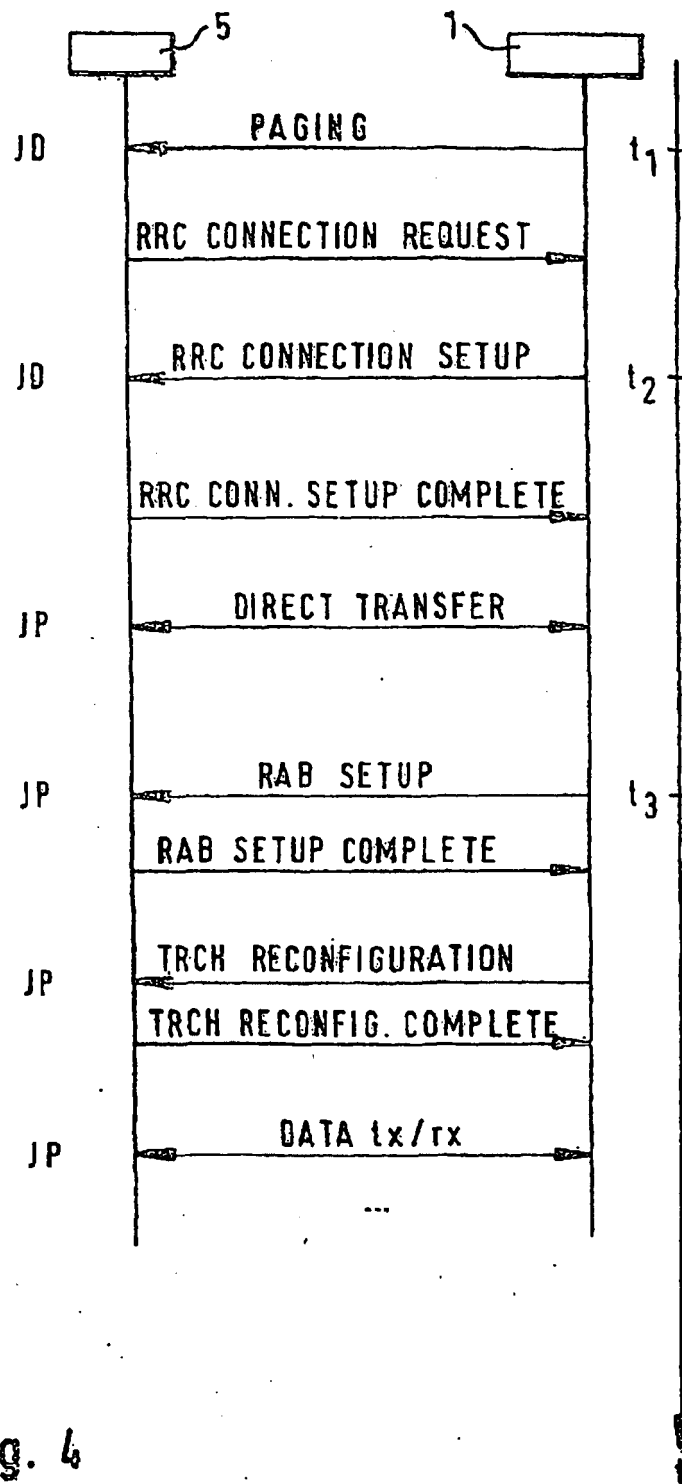 5 1
JD PAGING t1
RRC CONNECTION REQUEST
JD RRC CONNECTION SETUP t2
RRC CONN. SETUP COMPLETE
JP DIRECT TRANSFER
JP RAB SETUP t3
RAB SETUP COMPLETE
JP TRCH RECONFIGURATION
TRCH RECONFIG. COMPLETE
JP DATA tx/rx
...
g. 4
t